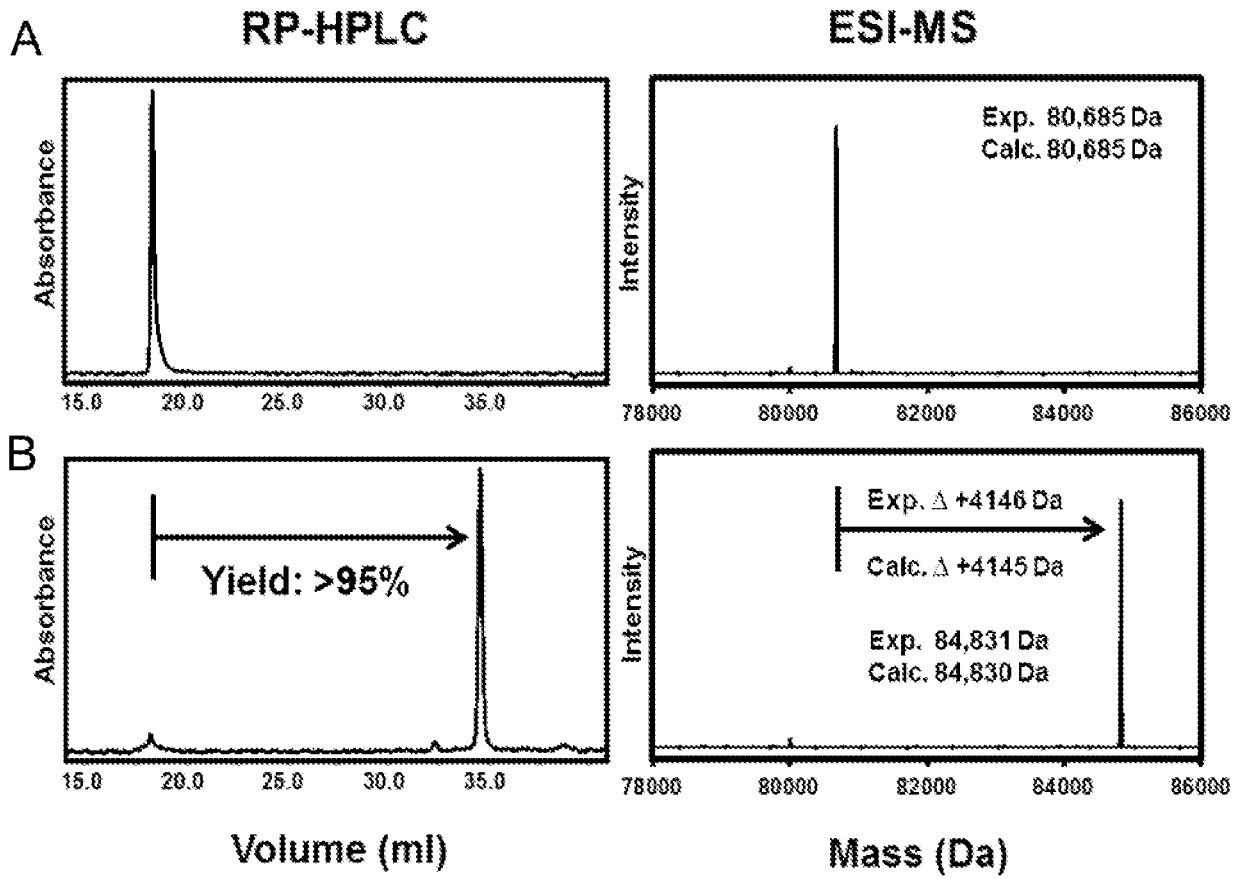 A
RP-HPLC
ESI-MS
Absorbance
15.0 20.0 25.0 30.0 35.0
Intensity
Exp. 80,685 Da
Calc. 80,685 Da
78000 80000 82000 84000 86000
B
Absorbance
Yield: >95%
15.0 20.0 25.0 30.0 35.0
Volume (ml)
Intensity
Exp. Δ +4146 Da
Calc. Δ +4145 Da
Exp. 84,831 Da
Calc. 84,830 Da
78000 80000 82000 84000 86000
Mass (Da)